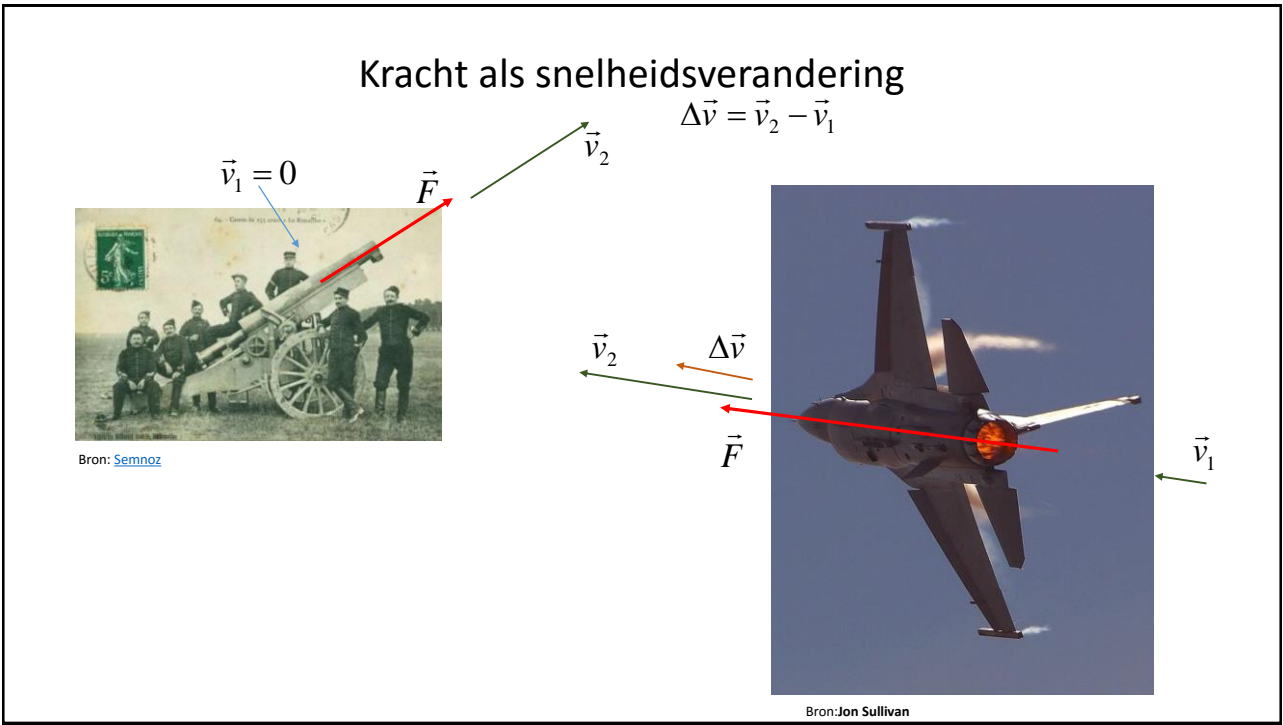 Kracht als snelheidsverandering
Δv⃗ = v⃗₂ − v⃗₁
v⃗₂
v⃗₁ = 0
F⃗
v⃗₂
Δv⃗
F⃗
v⃗₁
Bron: Semnoz
Bron:Jon Sullivan